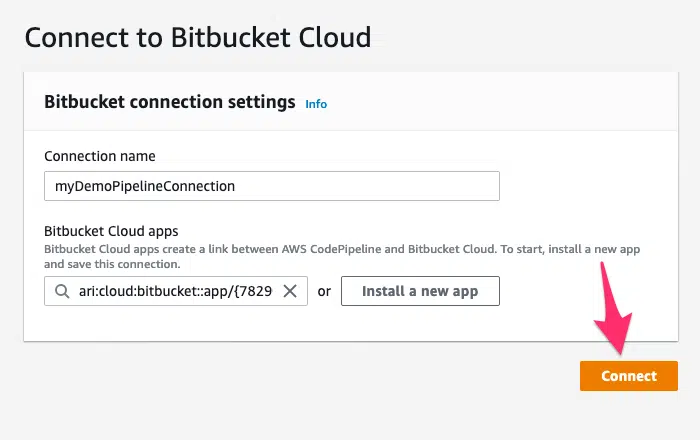 Connect to Bitbucket Cloud
Bitbucket connection settings Info
Connection name
myDemoPipelineConnection
Bitbucket Cloud apps
Bitbucket Cloud apps create a link between AWS CodePipeline and Bitbucket Cloud. To start, install a new app
and save this connection.
ari:cloud:bitbucket::app/{7829 or Install a new app
Connect